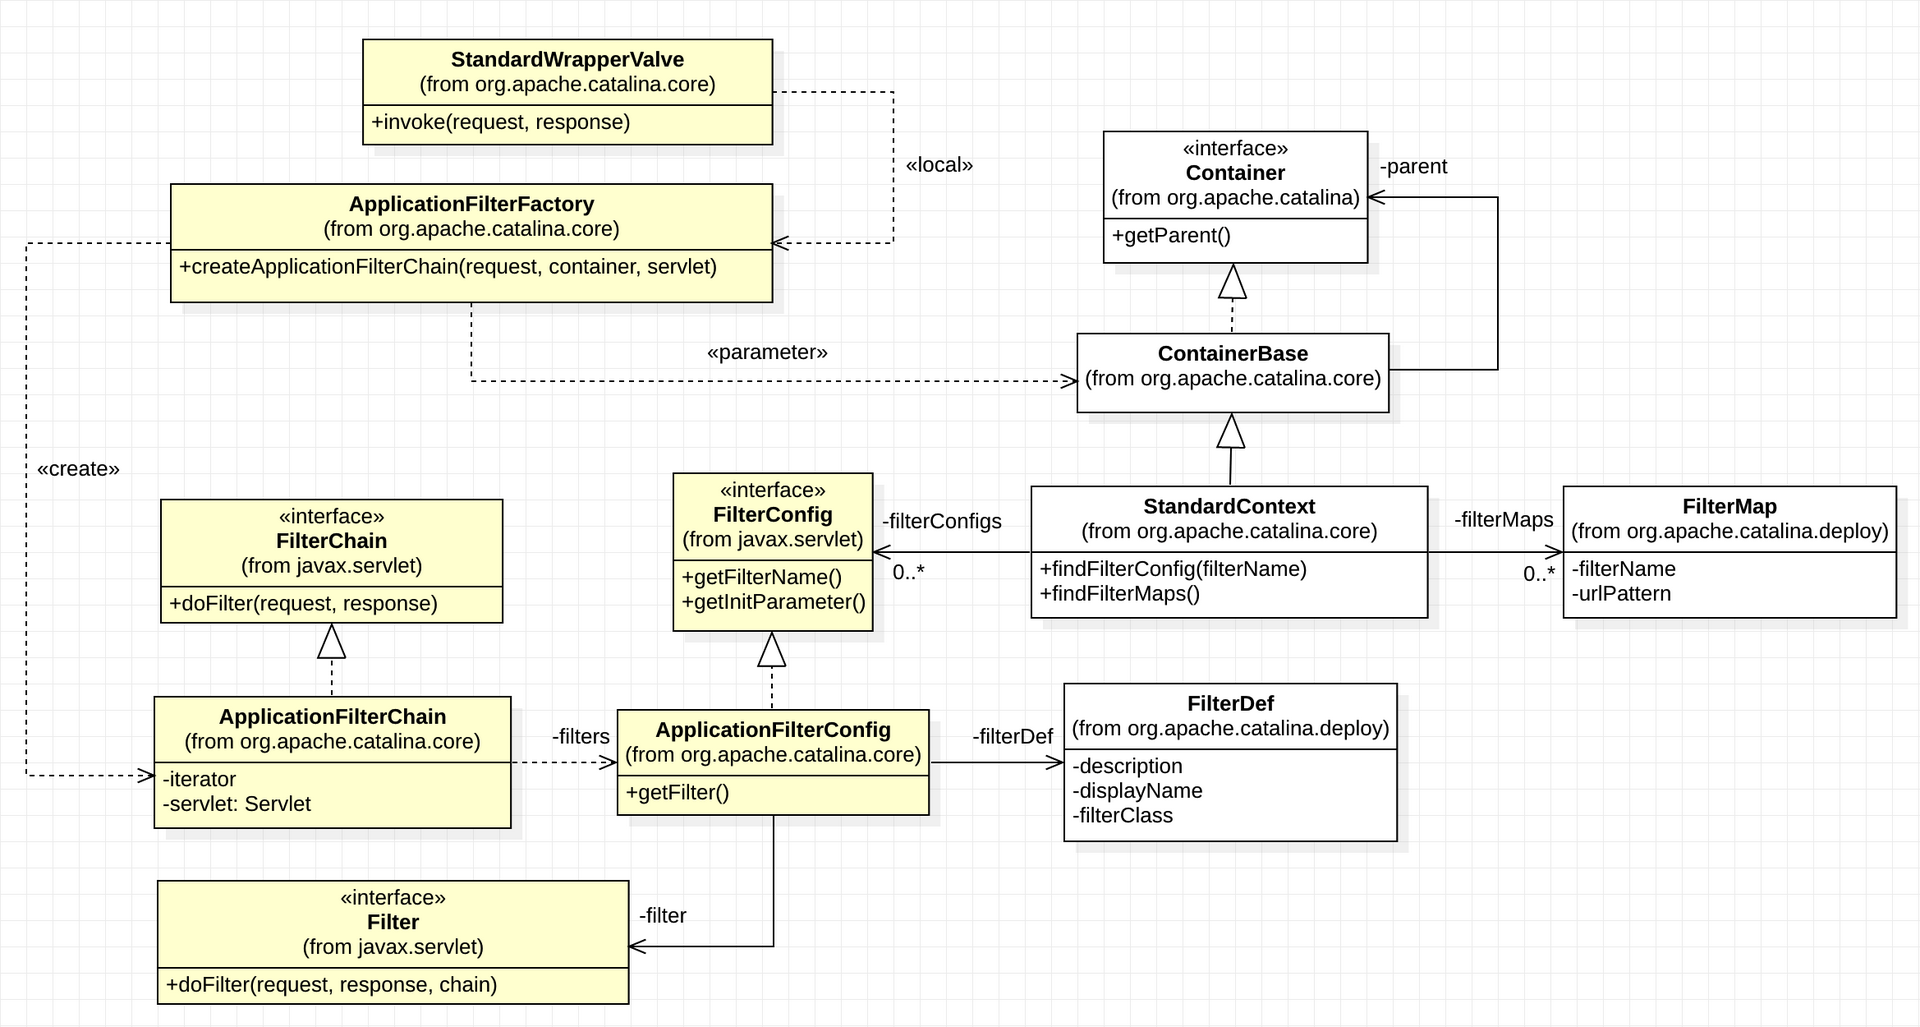 StandardWrapperValve
(from org.apache.catalina.core)
+invoke(request, response)
«local»
ApplicationFilterFactory
(from org.apache.catalina.core)
+createApplicationFilterChain(request, container, servlet)
«interface»
Container
(from org.apache.catalina)
+getParent()
-parent
«parameter»
ContainerBase
(from org.apache.catalina.core)
«create»
«interface»
FilterChain
(from javax.servlet)
+doFilter(request, response)
«interface»
FilterConfig
(from javax.servlet)
+getFilterName()
+getInitParameter()
-filterConfigs
0..*
StandardContext
(from org.apache.catalina.core)
+findFilterConfig(filterName)
+findFilterMaps()
-filterMaps
0..*
FilterMap
(from org.apache.catalina.deploy)
-filterName
-urlPattern
ApplicationFilterChain
(from org.apache.catalina.core)
-iterator
-servlet: Servlet
-filters
ApplicationFilterConfig
(from org.apache.catalina.core)
+getFilter()
-filterDef
FilterDef
(from org.apache.catalina.deploy)
-description
-displayName
-filterClass
«interface»
Filter
(from javax.servlet)
+doFilter(request, response, chain)
-filter